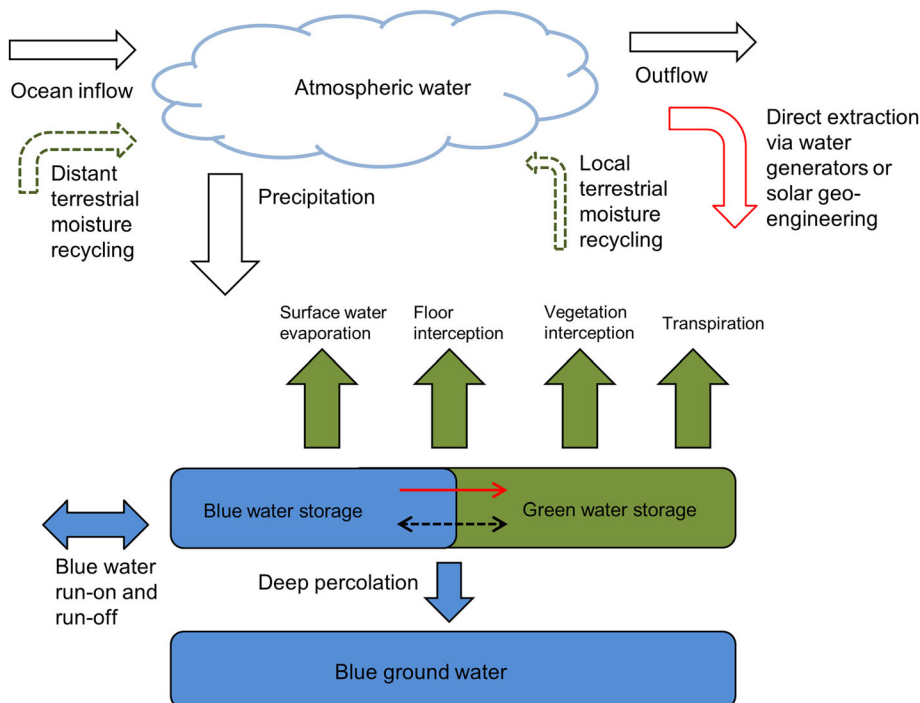 Ocean inflow
Atmospheric water
Outflow
Distant
terrestrial
moisture
recycling
Precipitation
Local
terrestrial
moisture
recycling
Direct extraction
via water
generators or
solar geo-
engineering
Surface water
evaporation
Floor
interception
Vegetation
interception
Transpiration
Blue water storage
Green water storage
Blue water
run-on and
run-off
Deep percolation
Blue ground water